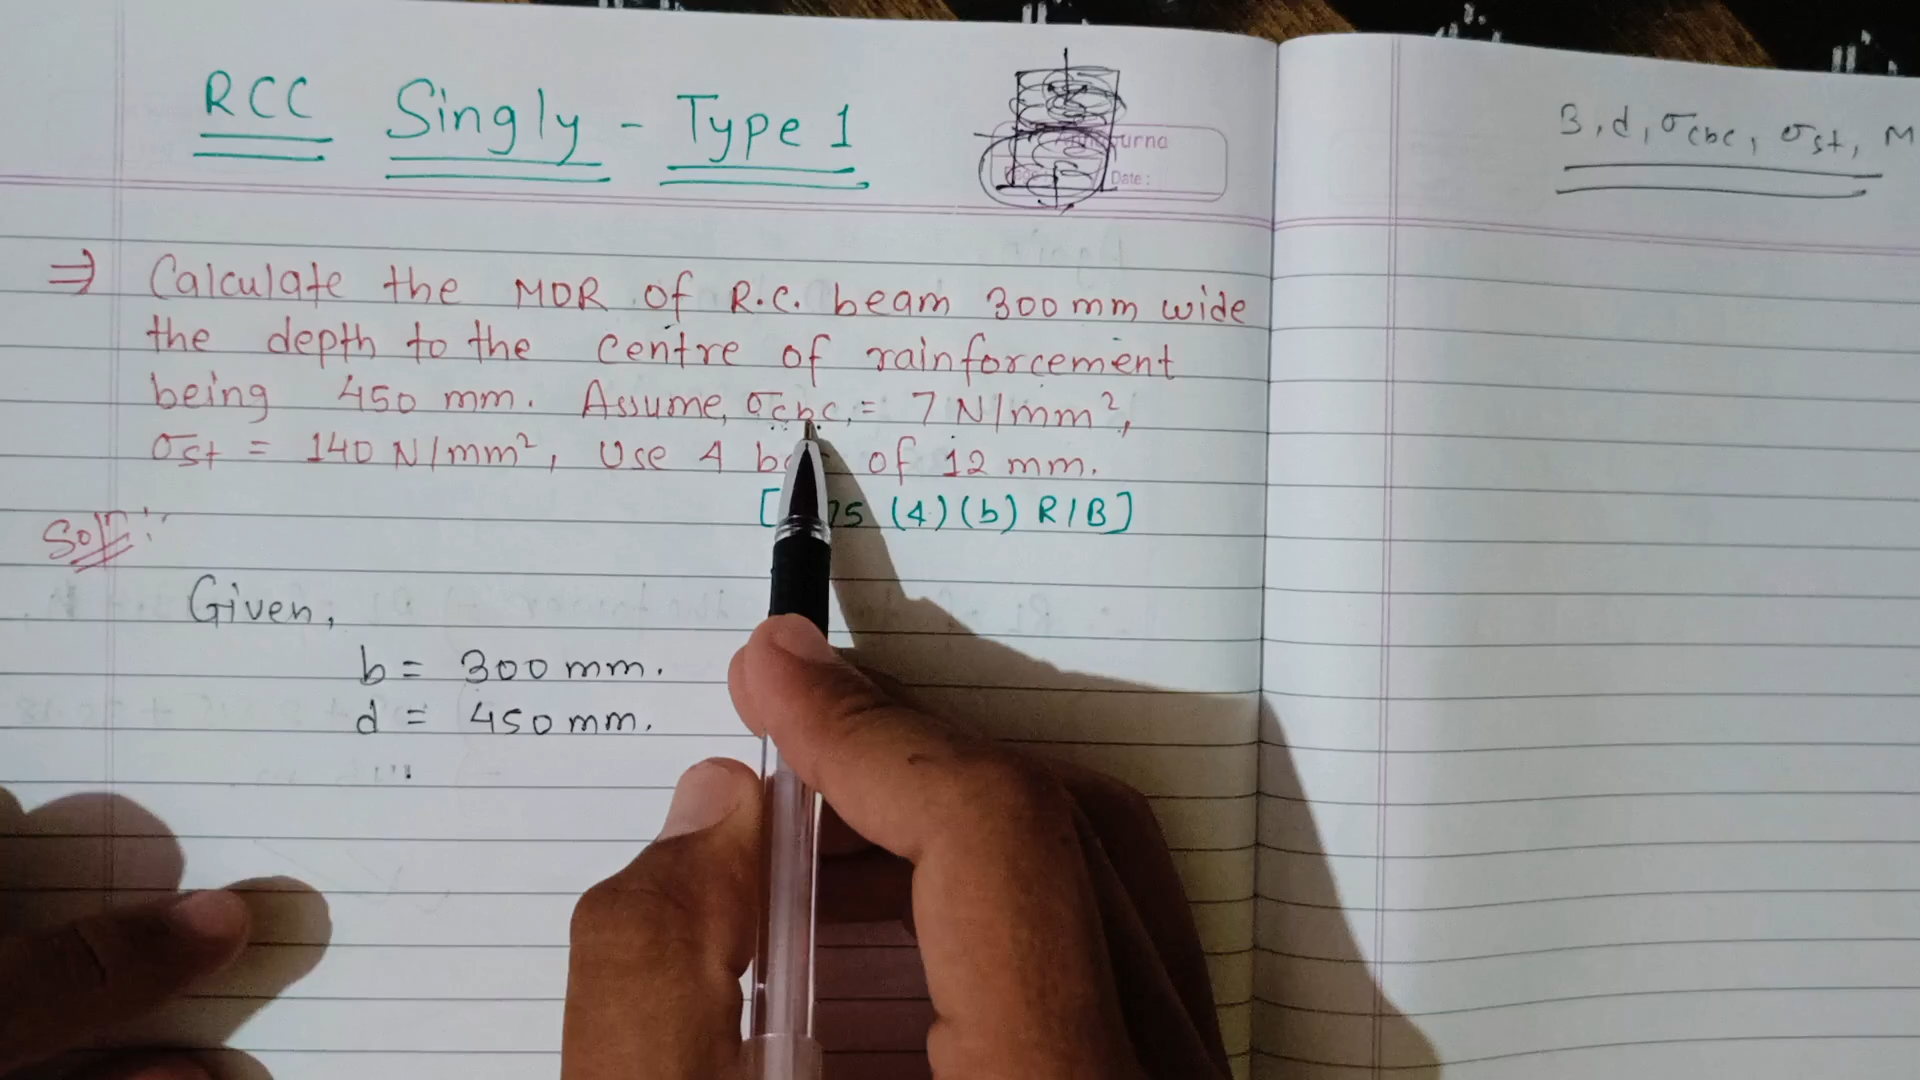 RCC Singly - Type 1
B, d, σcbc, σst, M
Date :
⇒ Calculate the MOR of R.C. beam 300 mm wide
the depth to the centre of rainforcement
being 450 mm. Assume, σcbc, = 7 N/mm²,
σst = 140 N/mm², Use 4 of 12 mm.
[ (4) (b) R/B]
Given,
b = 300 mm.
d = 450 mm.